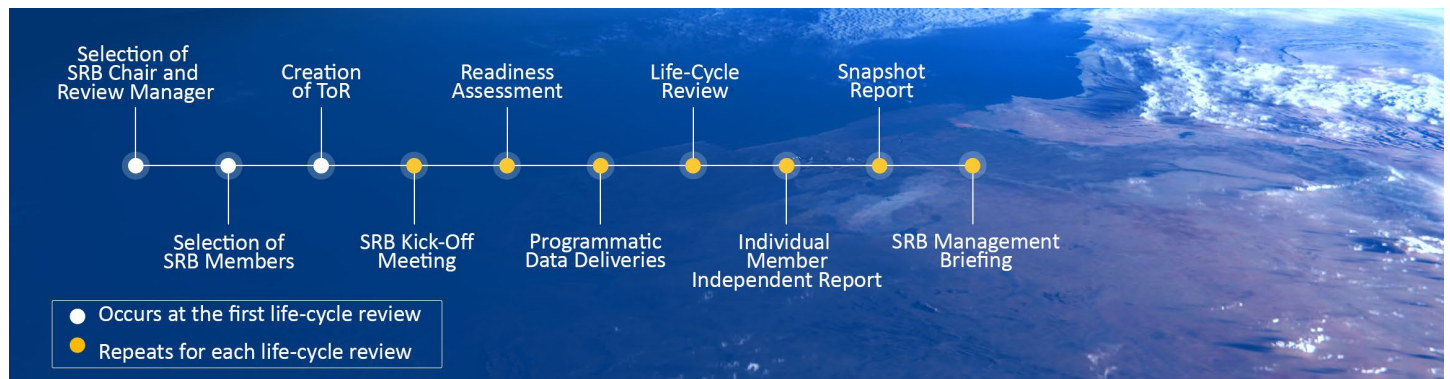 Selection of
SRB Chair and
Review Manager
Creation
of ToR
Readiness
Assessment
Life-Cycle
Review
Snapshot
Report
Selection of
SRB Members
SRB Kick-Off
Meeting
Programmatic
Data Deliveries
Individual
Member
Independent Report
SRB Management
Briefing
Occurs at the first life-cycle review
Repeats for each life-cycle review